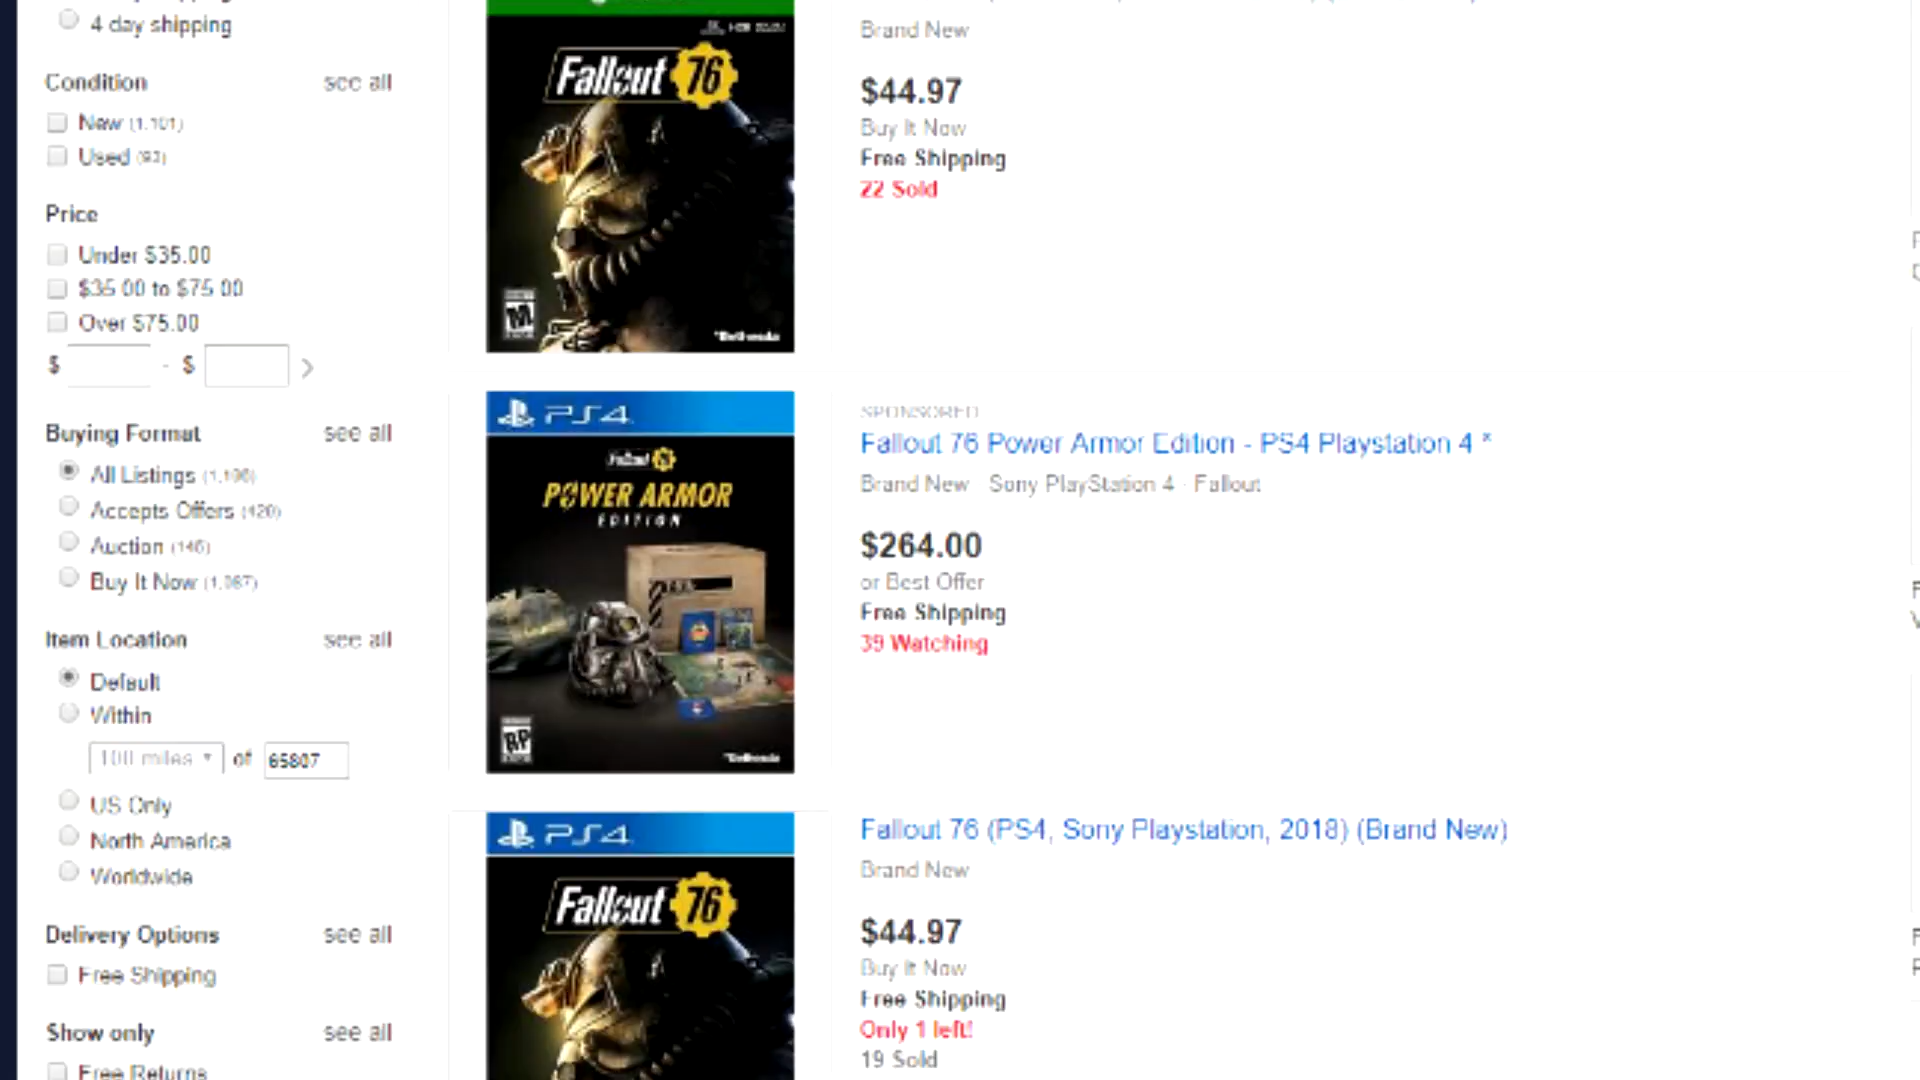 4 day shipping
Condition see all
New (1,101)
Used (93)
Price
Under $35.00
$35.00 to $75.00
Over $75.00
$ - $
Buying Format see all
All Listings
Accepts Offers (420)
Auction (146)
Buy It Now (1,067)
Item Location see all
Default
Within
100 miles of 65807
US Only
North America
Worldwide
Delivery Options see all
Free Shipping
Show only see all
Free Returns
Fallout 76
M
Bethesda
Brand New
$44.97
Buy It Now
Free Shipping
22 Sold
PS4
Fallout 76
POWER ARMOR
EDITION
RP
Bethesda
SPONSORED
Fallout 76 Power Armor Edition - PS4 Playstation 4 *
Brand New · Sony PlayStation 4 · Fallout
$264.00
or Best Offer
Free Shipping
39 Watching
PS4
Fallout 76
Fallout 76 (PS4, Sony Playstation, 2018) (Brand New)
Brand New
$44.97
Buy It Now
Free Shipping
Only 1 left!
19 Sold